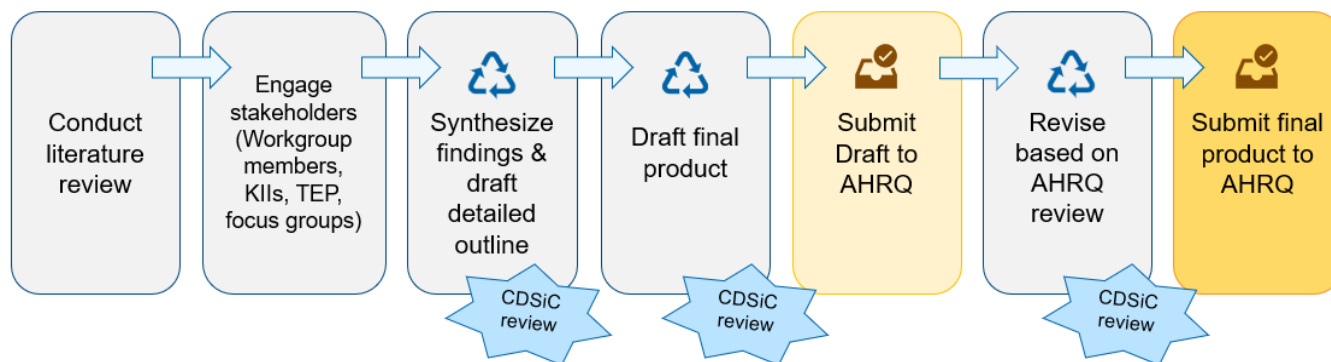 Conduct
literature
review
Engage
stakeholders
(Workgroup
members,
KIIs, TEP,
focus groups)
Synthesize
findings &
draft
detailed
outline
CDSiC
review
Draft final
product
CDSiC
review
Submit
Draft to
AHRQ
Revise
based on
AHRQ
review
CDSiC
review
Submit final
product to
AHRQ